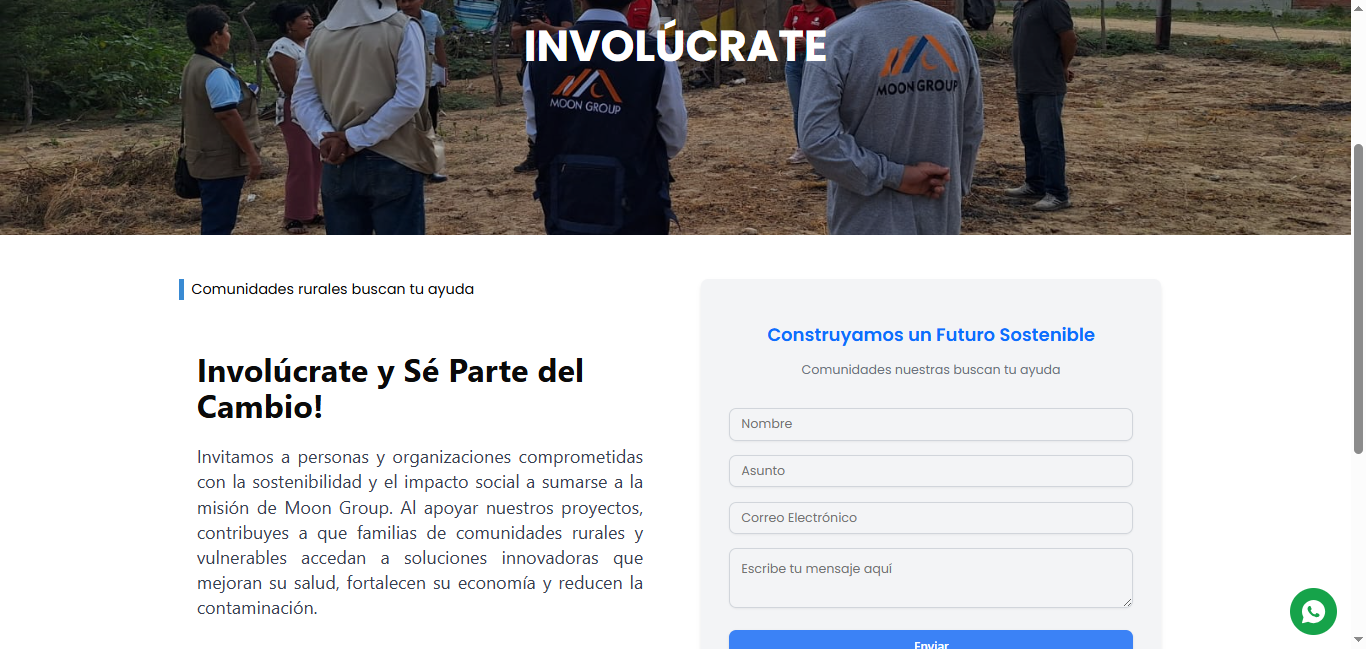 INVOLÚCRATE
MOON GROUP
MOON GROUP
Comunidades rurales buscan tu ayuda
Involúcrate y Sé Parte del
Cambio!
Invitamos a personas y organizaciones comprometidas
con la sostenibilidad y el impacto social a sumarse a la
misión de Moon Group. Al apoyar nuestros proyectos,
contribuyes a que familias de comunidades rurales y
vulnerables accedan a soluciones innovadoras que
mejoran su salud, fortalecen su economía y reducen la
contaminación.
Construyamos un Futuro Sostenible
Comunidades nuestras buscan tu ayuda
Nombre
Asunto
Correo Electrónico
Escribe tu mensaje aquí
Enviar